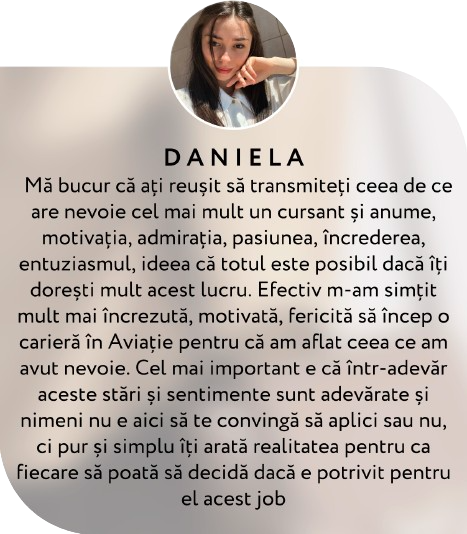 DANIELA
Mă bucur că ați reușit să transmiteți ceea de ce
are nevoie cel mai mult un cursant și anume,
motivația, admirația, pasiunea, încrederea,
entuziasmul, ideea că totul este posibil dacă îți
dorești mult acest lucru. Efectiv m-am simțit
mult mai încrezută, motivată, fericită să încep o
carieră în Aviație pentru că am aflat ceea ce am
avut nevoie. Cel mai important e că într-adevăr
aceste stări și sentimente sunt adevărate și
nimeni nu e aici să te convingă să aplici sau nu,
ci pur și simplu îți arată realitatea pentru ca
fiecare să poată să decidă dacă e potrivit pentru
el acest job